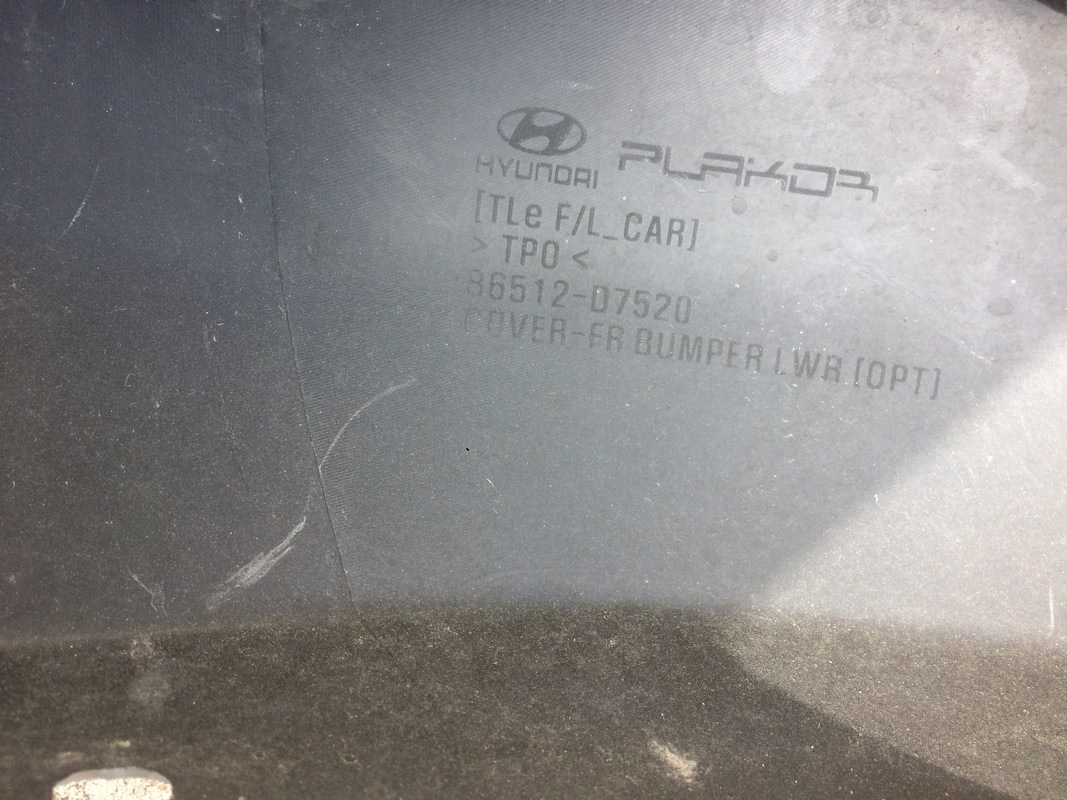 HYUNDAI PLAKOR
[TLe F/L_CAR]
> TPO <
86512-D7520
COVER-FR BUMPER LWR [OPT]